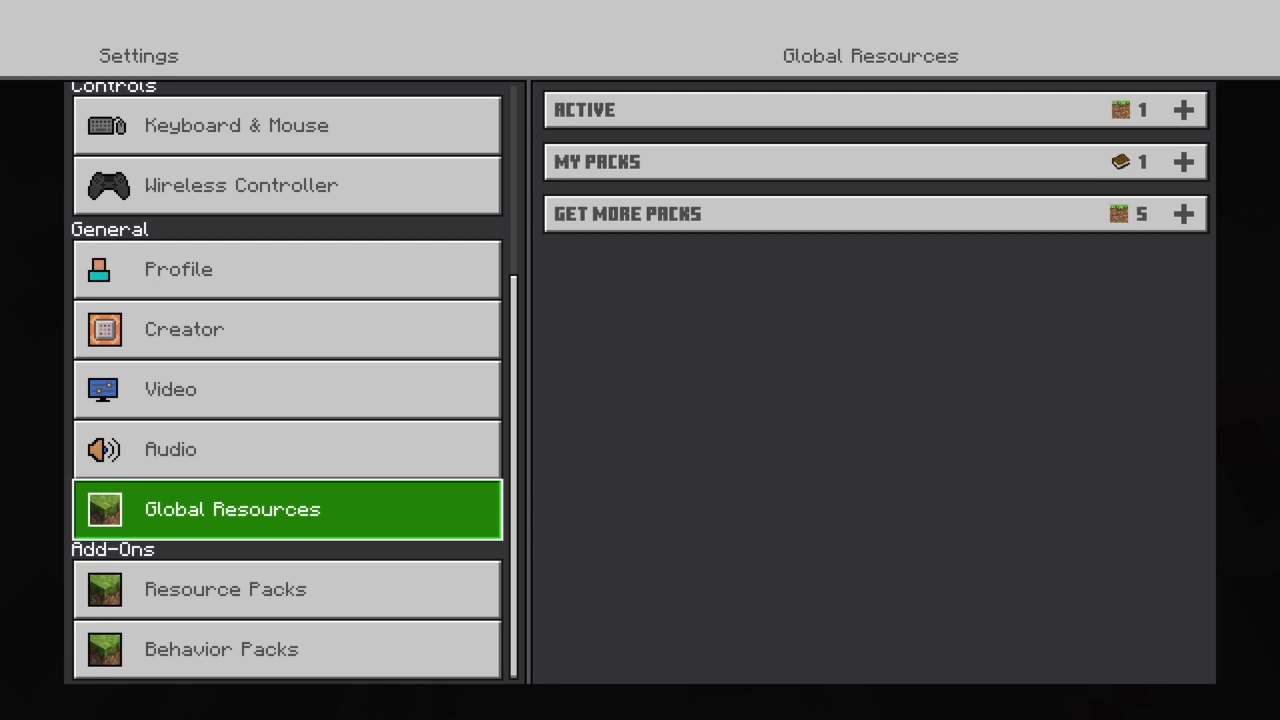 Settings
Global Resources
Controls
Keyboard & Mouse
Wireless Controller
General
Profile
Creator
Video
Audio
Global Resources
Add-Ons
Resource Packs
Behavior Packs
ACTIVE 1
MY PACKS 1
GET MORE PACKS 5